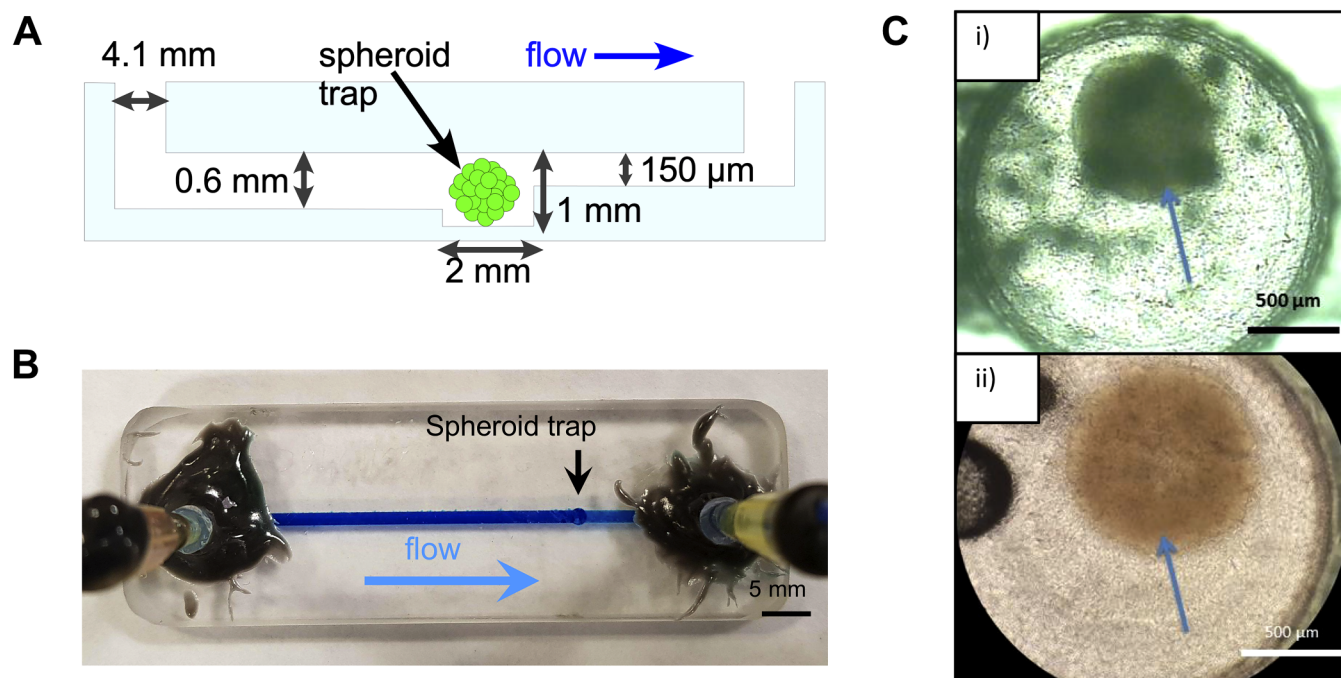 A
4.1 mm
spheroid
trap
flow
0.6 mm
150 µm
1 mm
2 mm
B
Spheroid trap
flow
5 mm
C
i)
500 µm
ii)
500 µm